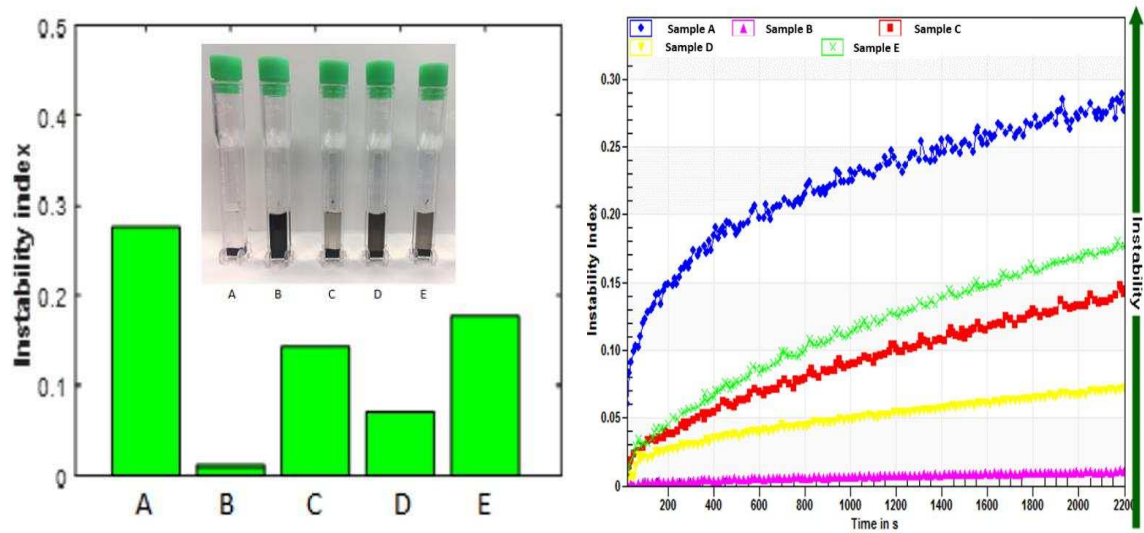 Instability index
0.5
0.4
0.3
0.2
0.1
0
A B C D E
A B C D E
Sample A Sample B Sample C
Sample D Sample E
Instability Index
0.30
0.25
0.20
0.15
0.10
0.05
0
200 400 600 800 1000 1200 1400 1600 1800 2000 2200
Time in s
Instability